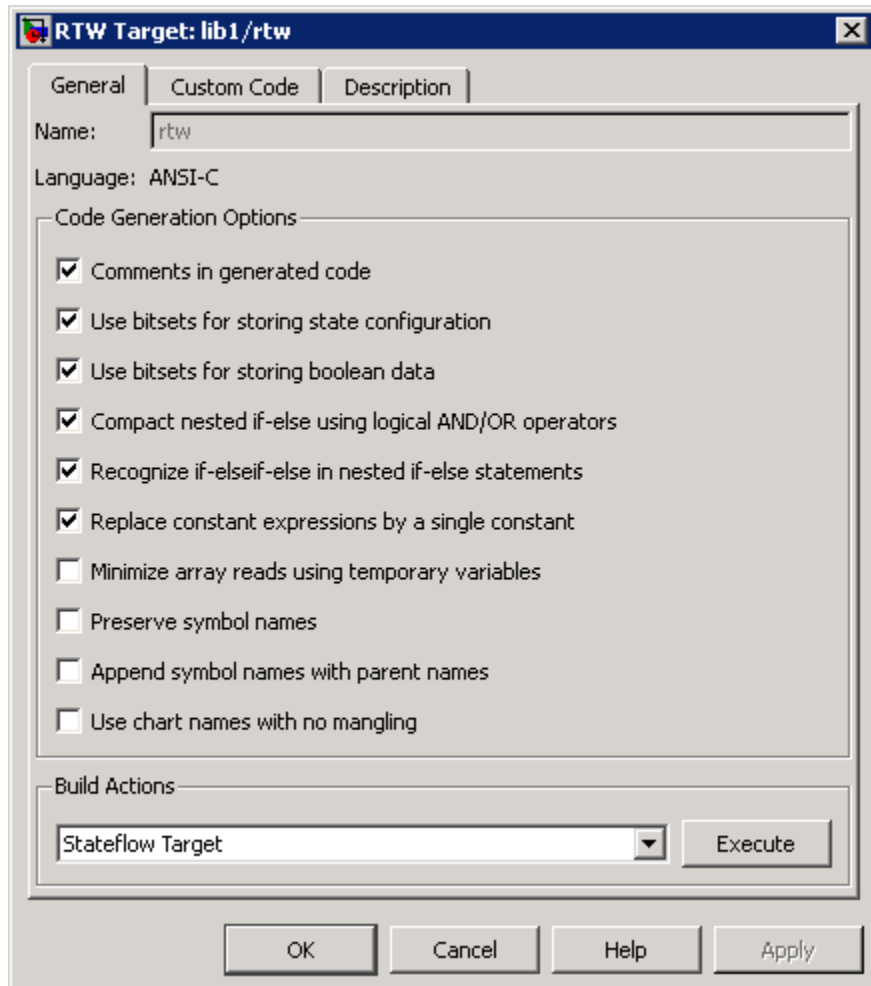 RTW Target: lib1/rtw
General Custom Code Description
Name: rtw
Language: ANSI-C
Code Generation Options
Comments in generated code
Use bitsets for storing state configuration
Use bitsets for storing boolean data
Compact nested if-else using logical AND/OR operators
Recognize if-elseif-else in nested if-else statements
Replace constant expressions by a single constant
Minimize array reads using temporary variables
Preserve symbol names
Append symbol names with parent names
Use chart names with no mangling
Build Actions
Stateflow Target Execute
OK Cancel Help Apply